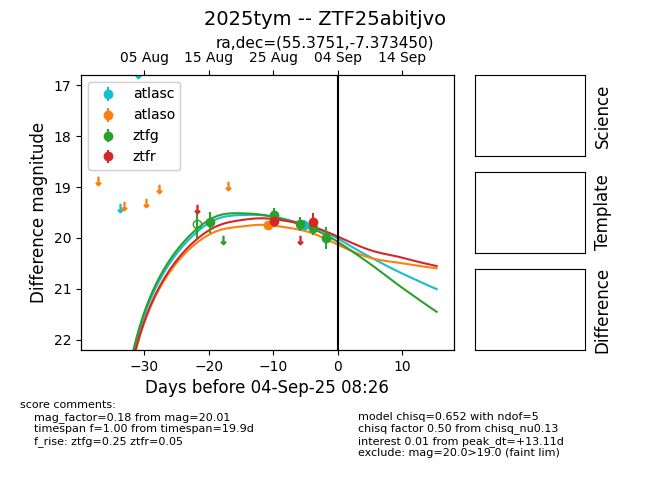 2025tym -- ZTF25abitjvo
ra,dec=(55.3751,-7.373450)
05 Aug 15 Aug 25 Aug 04 Sep 14 Sep
17
18
19
20
21
22
Difference magnitude
atlasc
atlaso
ztfg
ztfr
−30 −20 −10 0 10
Days before 04-Sep-25 08:26
Science
Template
Difference
score comments:
mag_factor=0.18 from mag=20.01
timespan f=1.00 from timespan=19.9d
f_rise: ztfg=0.25 ztfr=0.05
model chisq=0.652 with ndof=5
chisq factor 0.50 from chisq_nu0.13
interest 0.01 from peak_dt=+13.11d
exclude: mag=20.0>19.0 (faint lim)